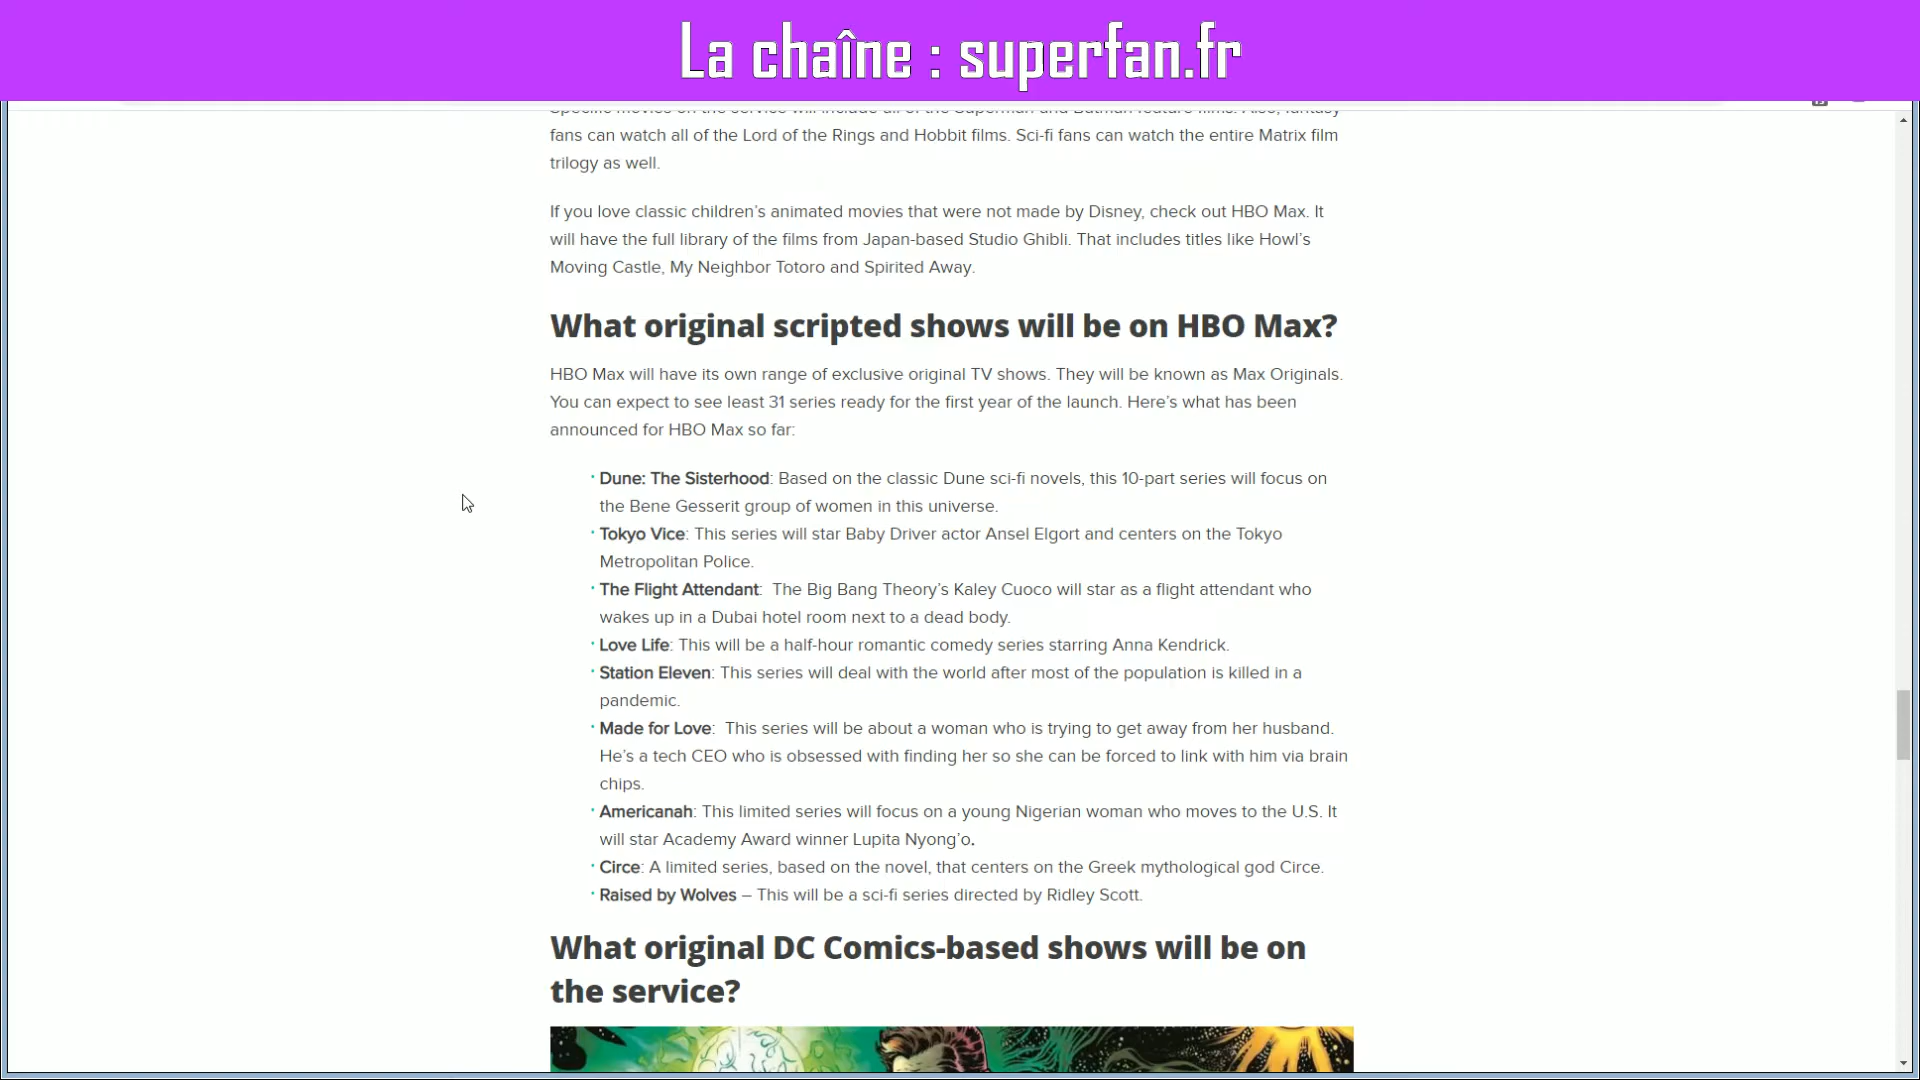 La chaîne : superfan.fr
Specific movies on the service will include all of the Superman and Batman feature films. Also, fantasy
fans can watch all of the Lord of the Rings and Hobbit films. Sci-fi fans can watch the entire Matrix film
trilogy as well.
If you love classic children's animated movies that were not made by Disney, check out HBO Max. It
will have the full library of the films from Japan-based Studio Ghibli. That includes titles like Howl's
Moving Castle, My Neighbor Totoro and Spirited Away.
What original scripted shows will be on HBO Max?
HBO Max will have its own range of exclusive original TV shows. They will be known as Max Originals.
You can expect to see least 31 series ready for the first year of the launch. Here's what has been
announced for HBO Max so far:
· Dune: The Sisterhood: Based on the classic Dune sci-fi novels, this 10-part series will focus on
the Bene Gesserit group of women in this universe.
· Tokyo Vice: This series will star Baby Driver actor Ansel Elgort and centers on the Tokyo
Metropolitan Police.
· The Flight Attendant:  The Big Bang Theory's Kaley Cuoco will star as a flight attendant who
wakes up in a Dubai hotel room next to a dead body.
· Love Life: This will be a half-hour romantic comedy series starring Anna Kendrick.
· Station Eleven: This series will deal with the world after most of the population is killed in a
pandemic.
· Made for Love:  This series will be about a woman who is trying to get away from her husband.
He's a tech CEO who is obsessed with finding her so she can be forced to link with him via brain
chips.
· Americanah: This limited series will focus on a young Nigerian woman who moves to the U.S. It
will star Academy Award winner Lupita Nyong'o.
· Circe: A limited series, based on the novel, that centers on the Greek mythological god Circe.
· Raised by Wolves – This will be a sci-fi series directed by Ridley Scott.
What original DC Comics-based shows will be on
the service?